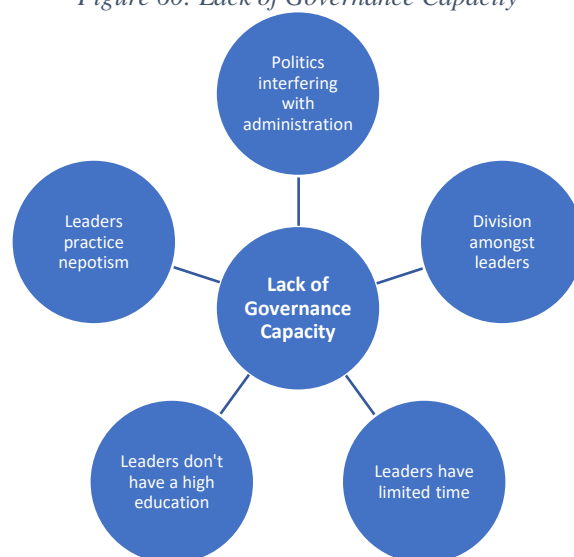 Figure 60: Lack of Governance Capacity
Politics
interfering
with
administration
Division
amongst
leaders
Leaders have
limited time
Leaders don't
have a high
education
Leaders
practice
nepotism
Lack of
Governance
Capacity